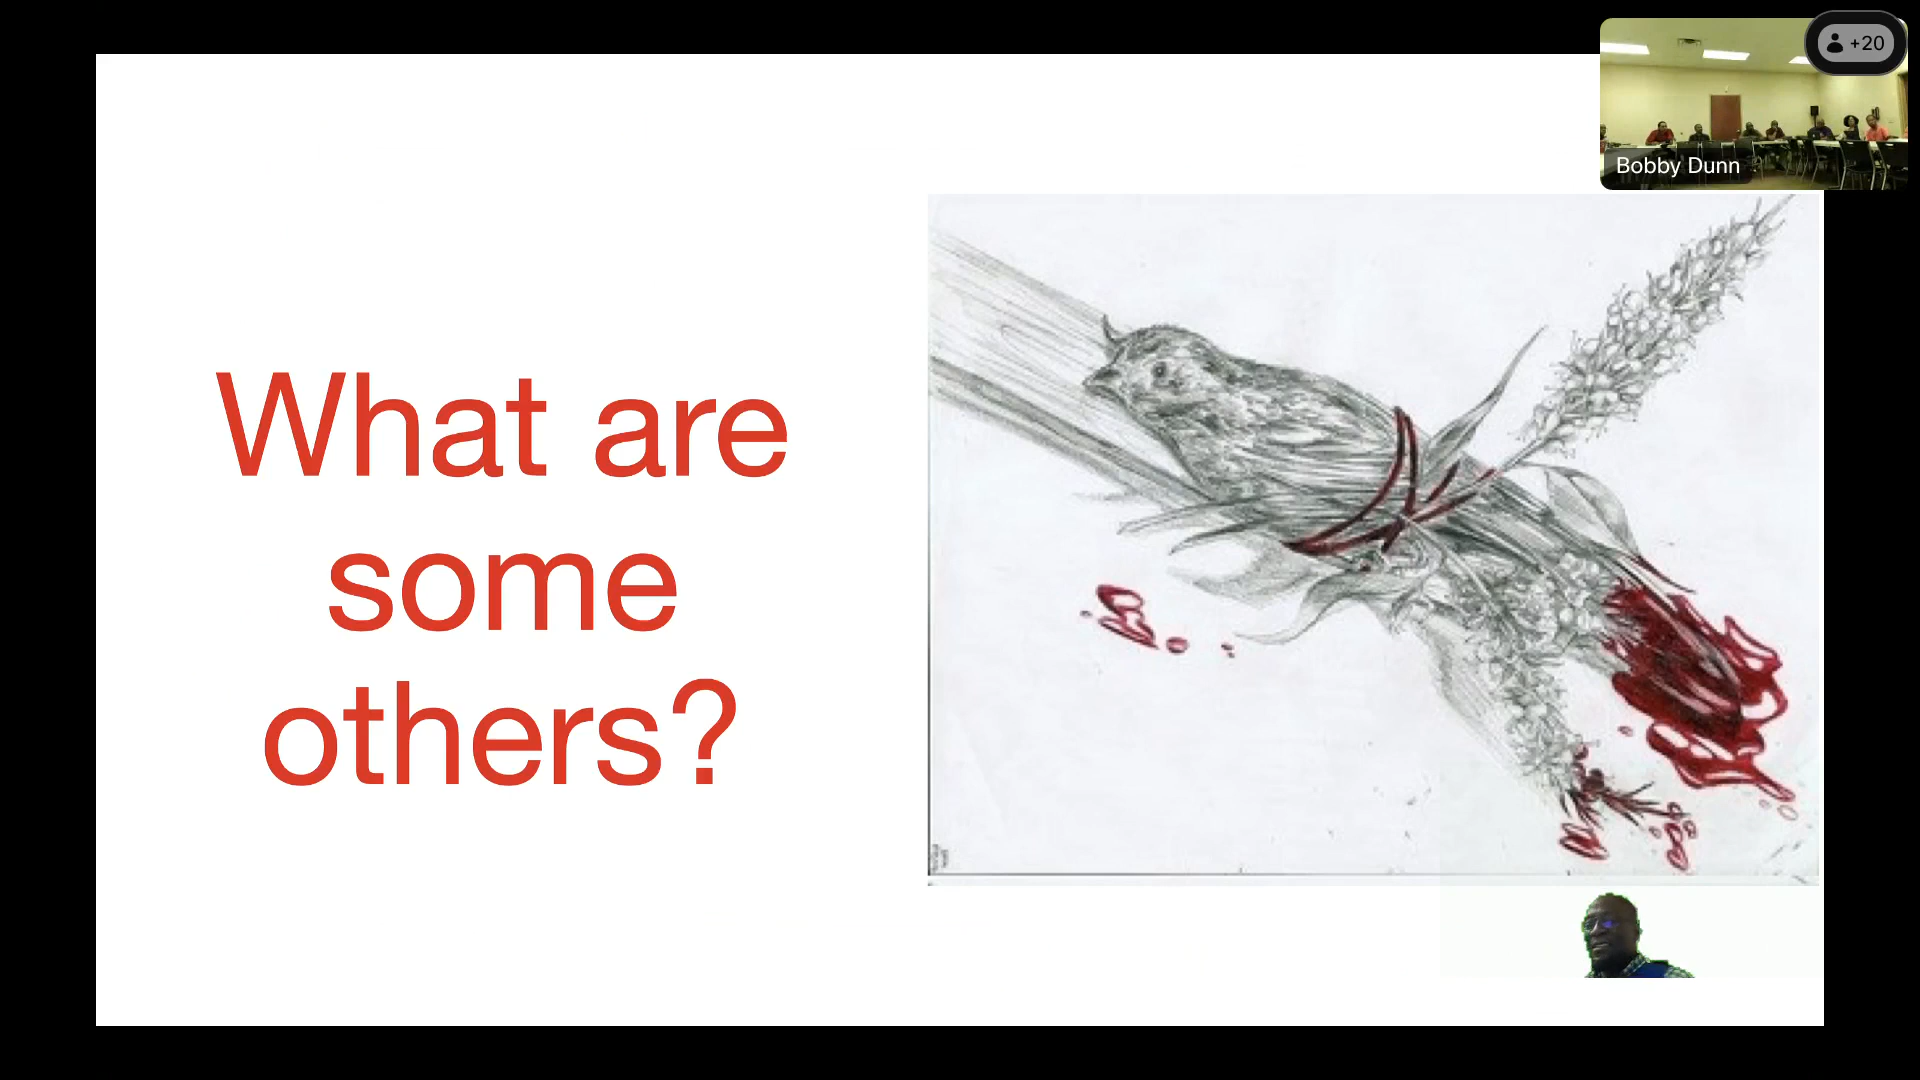 +20
Bobby Dunn
What are
some
others?